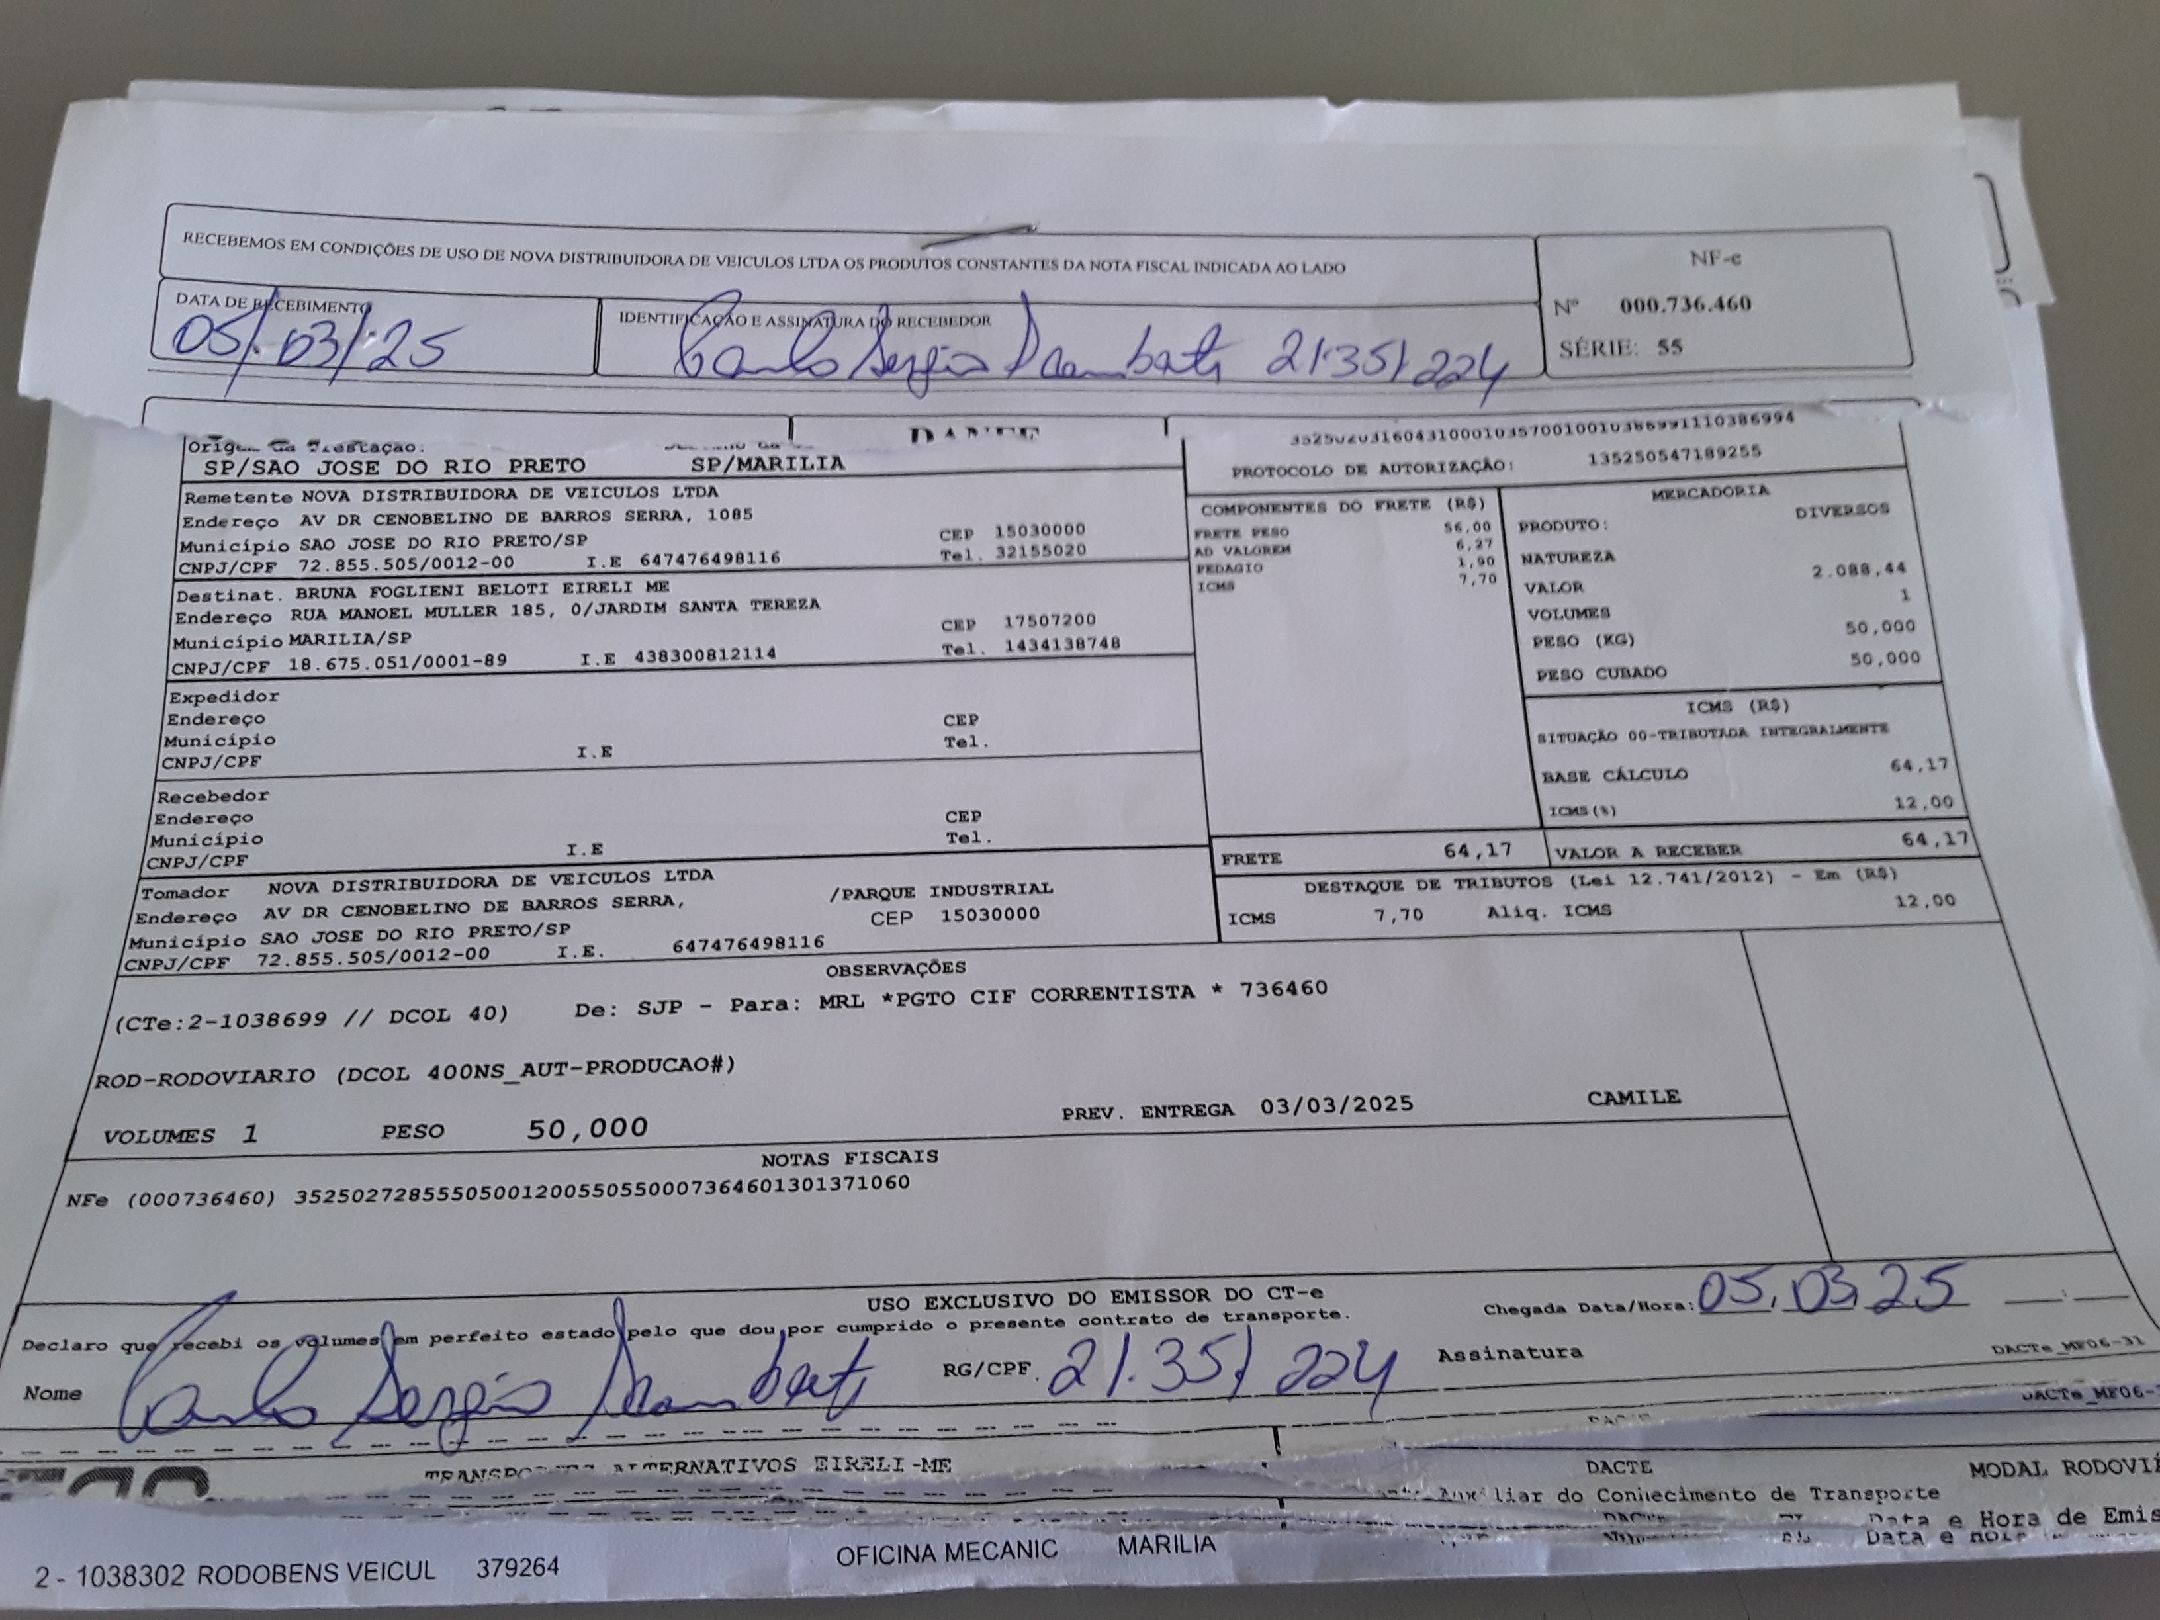 RECEBEMOS EM CONDIÇÕES DE USO DE NOVA DISTRIBUIDORA DE VEICULOS LTDA OS PRODUTOS CONSTANTES DA NOTA FISCAL INDICADA AO LADO
NF-e
Nº 000.736.460
SÉRIE: 55
DATA DE RECEBIMENTO
05/03/25
IDENTIFICAÇÃO E ASSINATURA DO RECEBEDOR
Sergio 21.351 224
DANFE
SP/SAO JOSE DO RIO PRETO SP/MARILIA
PROTOCOLO DE AUTORIZAÇÃO: 135250547189255
Remetente NOVA DISTRIBUIDORA DE VEICULOS LTDA
Endereço AV DR CENOBELINO DE BARROS SERRA, 1085
Município SAO JOSE DO RIO PRETO/SP CEP 15030000
CNPJ/CPF 72.855.505/0012-00 I.E 647476498116 Tel. 32155020
Destinat. BRUNA FOGLIENI BELOTI EIRELI ME
Endereço RUA MANOEL MULLER 185, 0/JARDIM SANTA TEREZA
Município MARILIA/SP CEP 17507200
CNPJ/CPF 18.675.051/0001-89 I.E 438300812114 Tel. 1434138748
Expedidor
Endereço
Município CEP
CNPJ/CPF I.E Tel.
Recebedor
Endereço
Município CEP
CNPJ/CPF I.E Tel.
Tomador NOVA DISTRIBUIDORA DE VEICULOS LTDA
Endereço AV DR CENOBELINO DE BARROS SERRA, /PARQUE INDUSTRIAL
Município SAO JOSE DO RIO PRETO/SP CEP 15030000
CNPJ/CPF 72.855.505/0012-00 I.E. 647476498116
COMPONENTES DO FRETE (R$)
FRETE PESO 56,00
AD VALOREM 6,27
PEDAGIO 1,90
ICMS 7,70
MERCADORIA
PRODUTO: DIVERSOS
NATUREZA
VALOR 2.088,44
VOLUMES 1
PESO (KG) 50,000
PESO CUBADO 50,000
ICMS (R$)
SITUAÇÃO 00-TRIBUTADA INTEGRALMENTE
BASE CÁLCULO 64,17
ICMS(%) 12,00
FRETE 64,17 VALOR A RECEBER 64,17
DESTAQUE DE TRIBUTOS (Lei 12.741/2012) - Em (R$)
ICMS 7,70 Aliq. ICMS 12,00
OBSERVAÇÕES
(CTe:2-1038699 // DCOL 40) De: SJP - Para: MRL *PGTO CIF CORRENTISTA * 736460
ROD-RODOVIARIO (DCOL 400NS_AUT-PRODUCAO#)
VOLUMES 1 PESO 50,000 PREV. ENTREGA 03/03/2025 CAMILE
NOTAS FISCAIS
NFe (000736460) 35250272855505001200550550007364601301371060
USO EXCLUSIVO DO EMISSOR DO CT-e
Declaro que recebi os volumes em perfeito estado pelo que dou por cumprido o presente contrato de transporte.
Chegada Data/Hora: 05.03.25
Nome Sergio RG/CPF. 21.351 224 Assinatura
DACTe_MF06-31
ALTERNATIVOS EIRELI-ME
DACTE
MODAL
Conhecimento de Transporte
Data e Hora de
2 - 1038302 RODOBENS VEICUL 379264 OFICINA MECANIC MARILIA